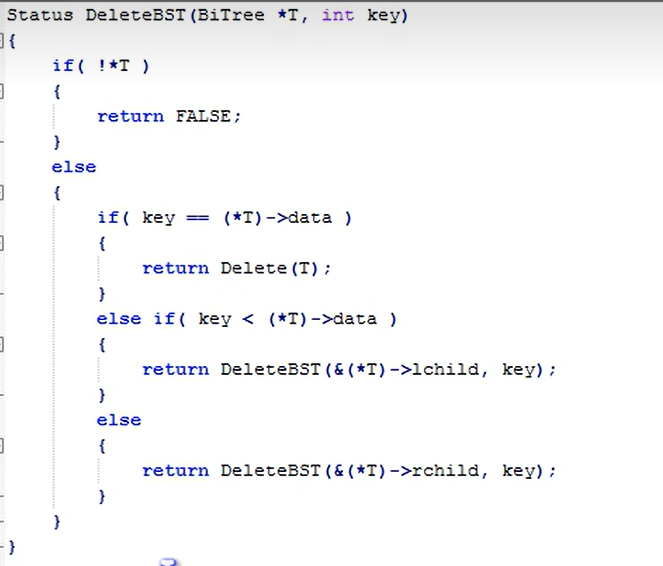 Status DeleteBST(BiTree *T, int key)
{
    if( !*T )
    {
        return FALSE;
    }
    else
    {
        if( key == (*T)->data )
        {
            return Delete(T);
        }
        else if( key < (*T)->data )
        {
            return DeleteBST(&(*T)->lchild, key);
        }
        else
        {
            return DeleteBST(&(*T)->rchild, key);
        }
    }
}